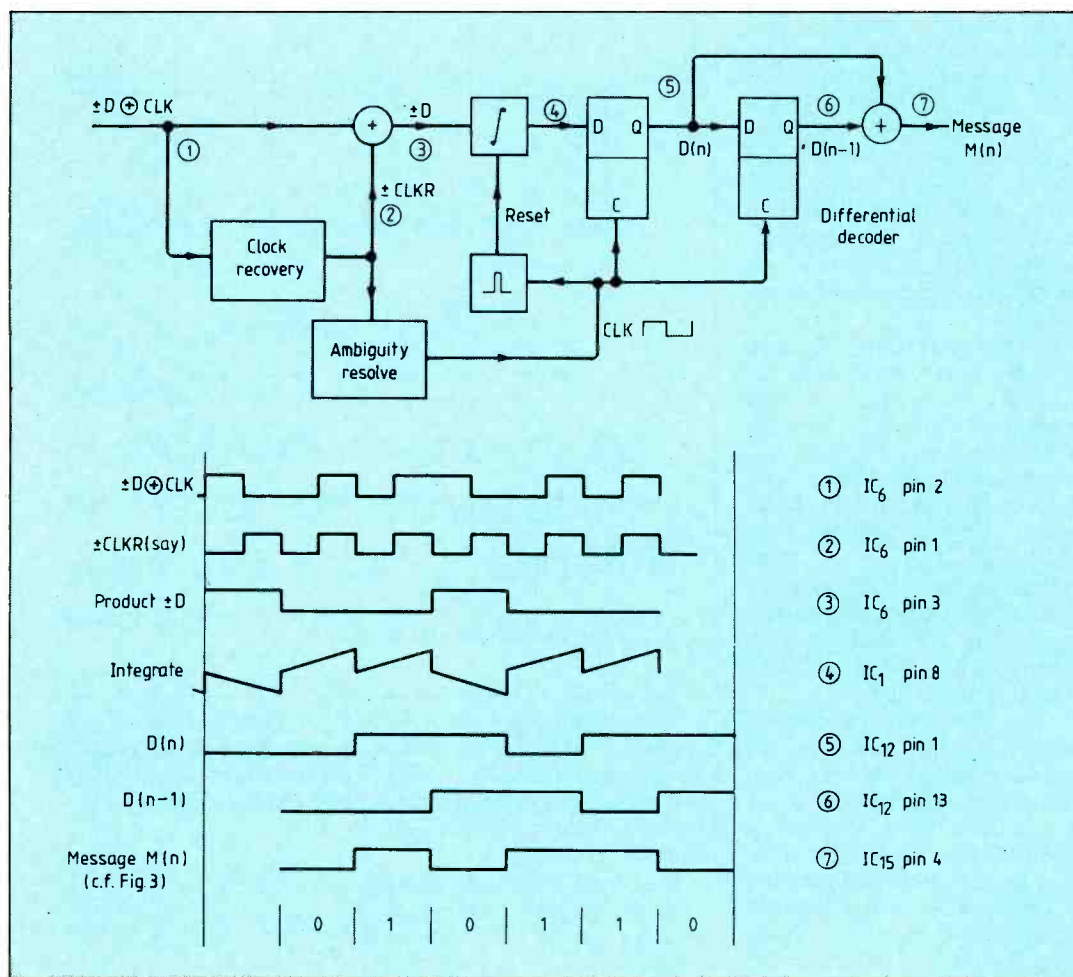 ±D ⊕ CLK
①
+
±D
③
∫
④
D Q
C
⑤
D(n)
D Q
C
⑥
D(n-1)
+
⑦
Message
M(n)
± CLKR
②
Reset
Differential
decoder
Clock
recovery
CLK
Ambiguity
resolve
±D⊕CLK
① IC6 pin 2
±CLKR(say)
② IC6 pin 1
Product ±D
③ IC6 pin 3
Integrate
④ IC1 pin 8
D(n)
⑤ IC12 pin 1
D(n-1)
⑥ IC12 pin 13
Message M(n)
(c.f. Fig.3)
⑦ IC15 pin 4
0 1 0 1 1 0